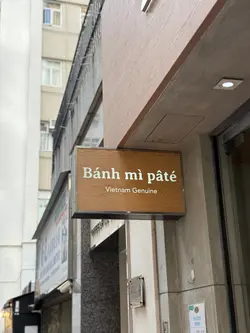 Bánh mì pâté
Vietnam Genuine